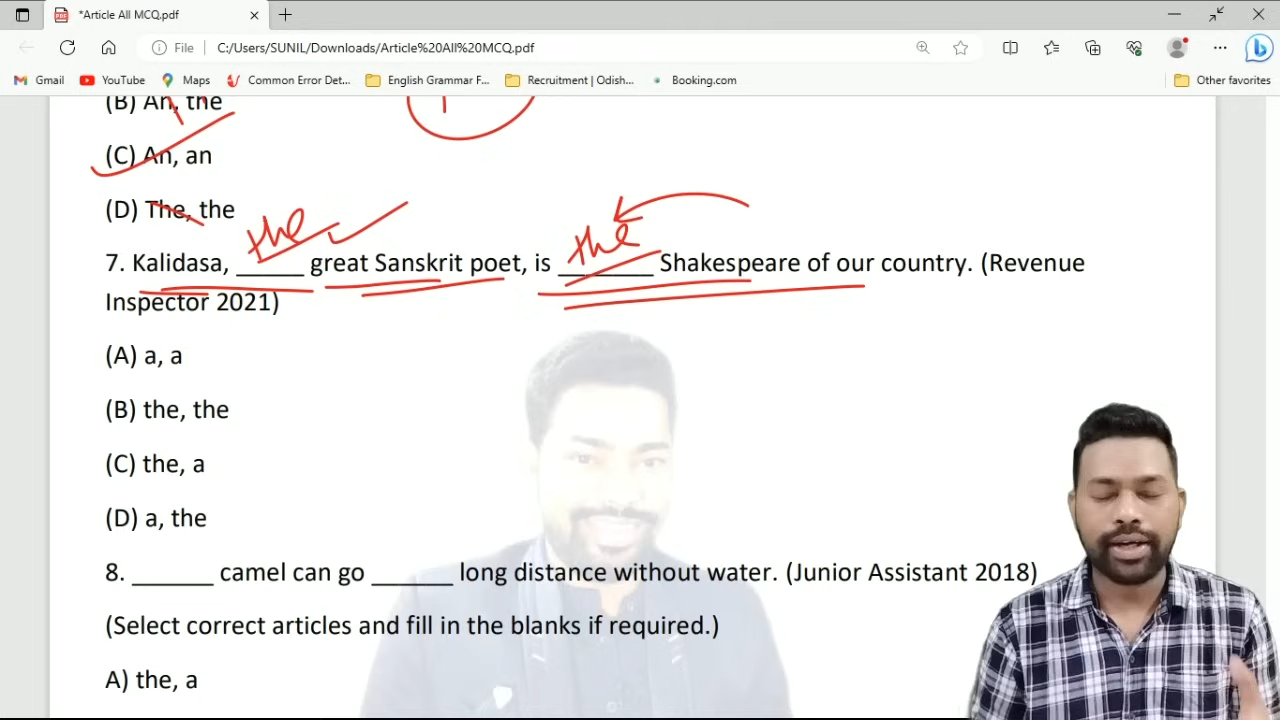 *Article All MCQ.pdf
File C:/Users/SUNIL/Downloads/Article%20All%20MCQ.pdf
Gmail YouTube Maps Common Error Det... English Grammar F... Recruitment | Odish... Booking.com Other favorites
(B) An, the
(C) An, an
(D) The, the
the the
7. Kalidasa, _____ great Sanskrit poet, is _______ Shakespeare of our country. (Revenue
Inspector 2021)
(A) a, a
(B) the, the
(C) the, a
(D) a, the
8. ______ camel can go ______ long distance without water. (Junior Assistant 2018)
(Select correct articles and fill in the blanks if required.)
A) the, a